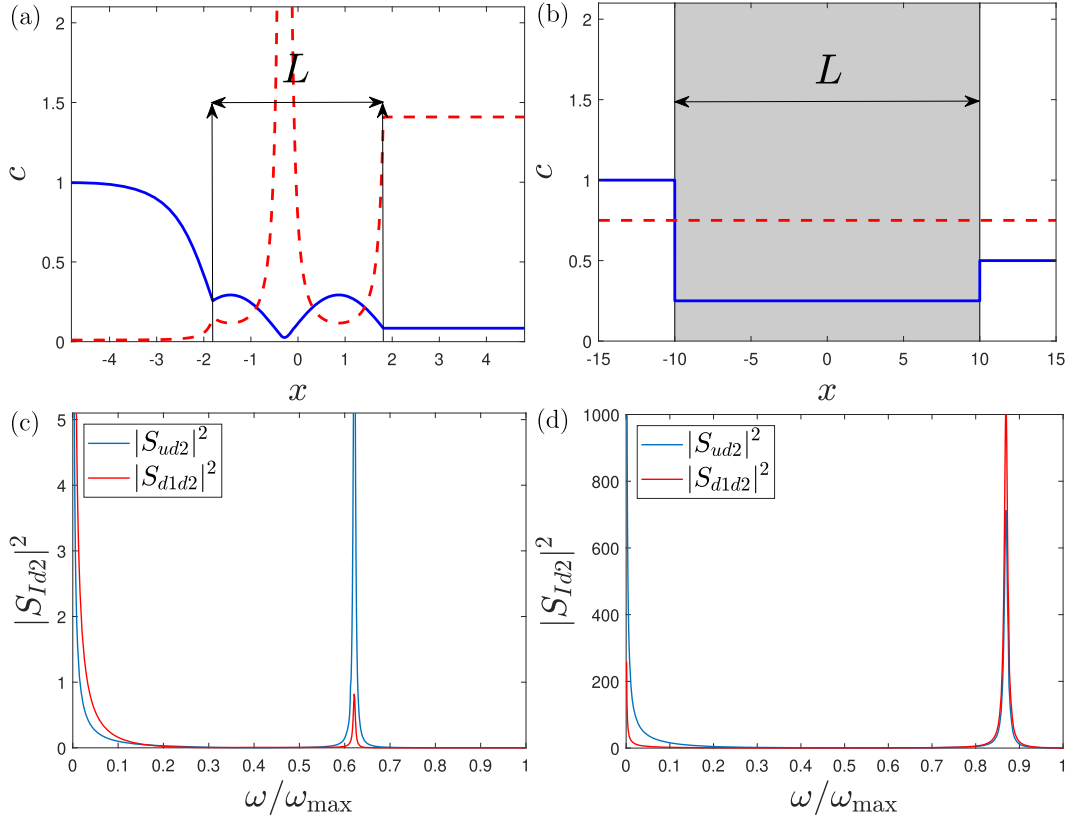 (a)
2
1.5
1
0.5
0
c
L
-4 -3 -2 -1 0 1 2 3 4
x
(b)
2
1.5
1
0.5
0
c
L
-15 -10 -5 0 5 10 15
x
(c)
5
4
3
2
1
0
|S_{Id2}|^2
|S_{ud2}|^2
|S_{d1d2}|^2
0 0.1 0.2 0.3 0.4 0.5 0.6 0.7 0.8 0.9 1
ω/ω_{max}
(d)
1000
800
600
400
200
0
|S_{Id2}|^2
|S_{ud2}|^2
|S_{d1d2}|^2
0 0.1 0.2 0.3 0.4 0.5 0.6 0.7 0.8 0.9 1
ω/ω_{max}